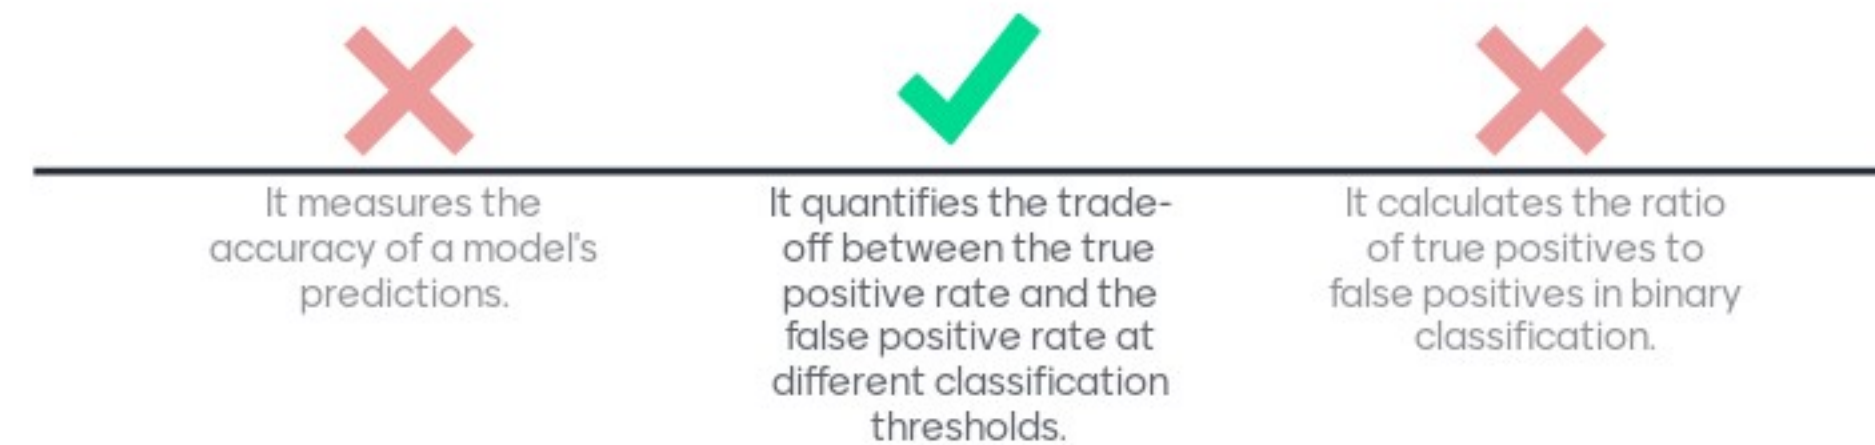 It measures the
accuracy of a model's
predictions.
It quantifies the trade-
off between the true
positive rate and the
false positive rate at
different classification
thresholds.
It calculates the ratio
of true positives to
false positives in binary
classification.